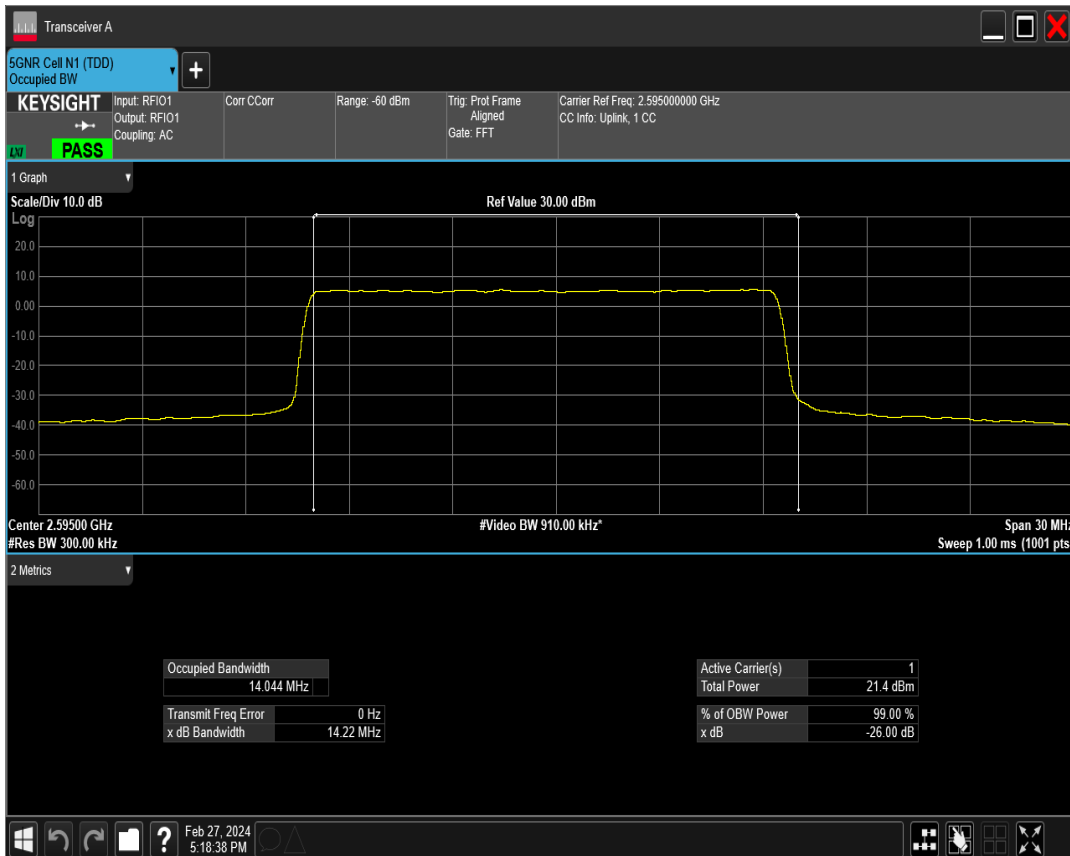 Transceiver A
5GNR Cell N1 (TDD)
Occupied BW
+
KEYSIGHT
LXI
PASS
Input: RFIO1
Output: RFIO1
Coupling: AC
Corr CCorr
Range: -60 dBm
Trig: Prot Frame
Aligned
Gate: FFT
Carrier Ref Freq: 2.595000000 GHz
CC Info: Uplink, 1 CC
1 Graph
Scale/Div 10.0 dB
Ref Value 30.00 dBm
Log
20.0
10.0
0.00
-10.0
-20.0
-30.0
-40.0
-50.0
-60.0
Center 2.59500 GHz
#Video BW 910.00 kHz*
Span 30 MHz
#Res BW 300.00 kHz
Sweep 1.00 ms (1001 pts
2 Metrics
Occupied Bandwidth
14.044 MHz
Transmit Freq Error 0 Hz
x dB Bandwidth 14.22 MHz
Active Carrier(s) 1
Total Power 21.4 dBm
% of OBW Power 99.00 %
x dB -26.00 dB
?
Feb 27, 2024
5:18:38 PM